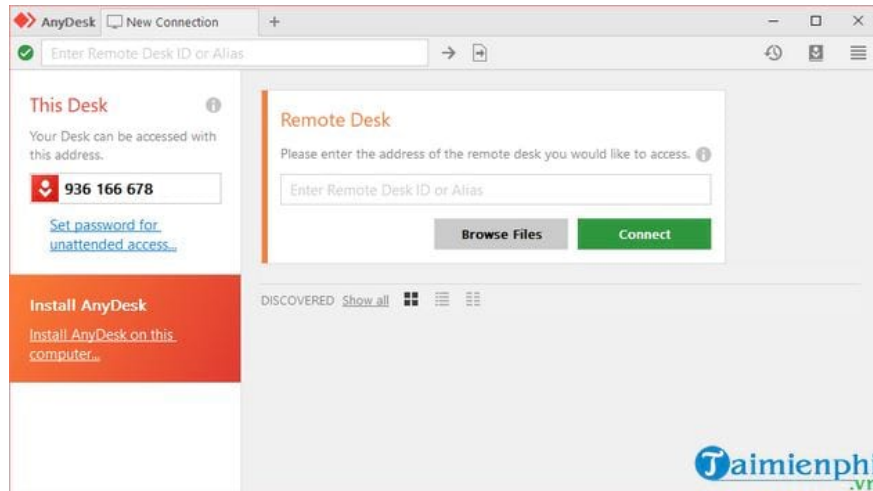 AnyDesk New Connection
Enter Remote Desk ID or Alias
This Desk
Your Desk can be accessed with
this address.
936 166 678
Set password for
unattended access...
Install AnyDesk
Install AnyDesk on this
computer...
Remote Desk
Please enter the address of the remote desk you would like to access.
Enter Remote Desk ID or Alias
Browse Files Connect
DISCOVERED Show all
Taimienphi
.vn